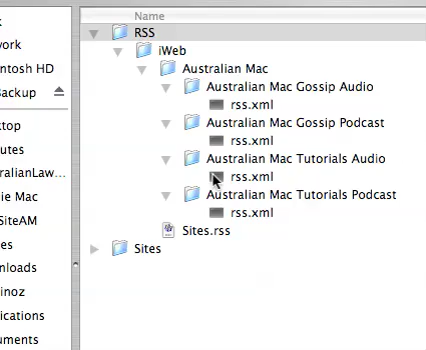 Name
RSS
work
iWeb
intosh HD
Australian Mac
Backup
Australian Mac Gossip Audio
rss.xml
ktop
Australian Mac Gossip Podcast
rss.xml
utes
Australian Mac Tutorials Audio
ralianLaw...
rss.xml
ie Mac
Australian Mac Tutorials Podcast
rss.xml
SiteAM
Sites.rss
es
Sites
nloads
inoz
ications
uments